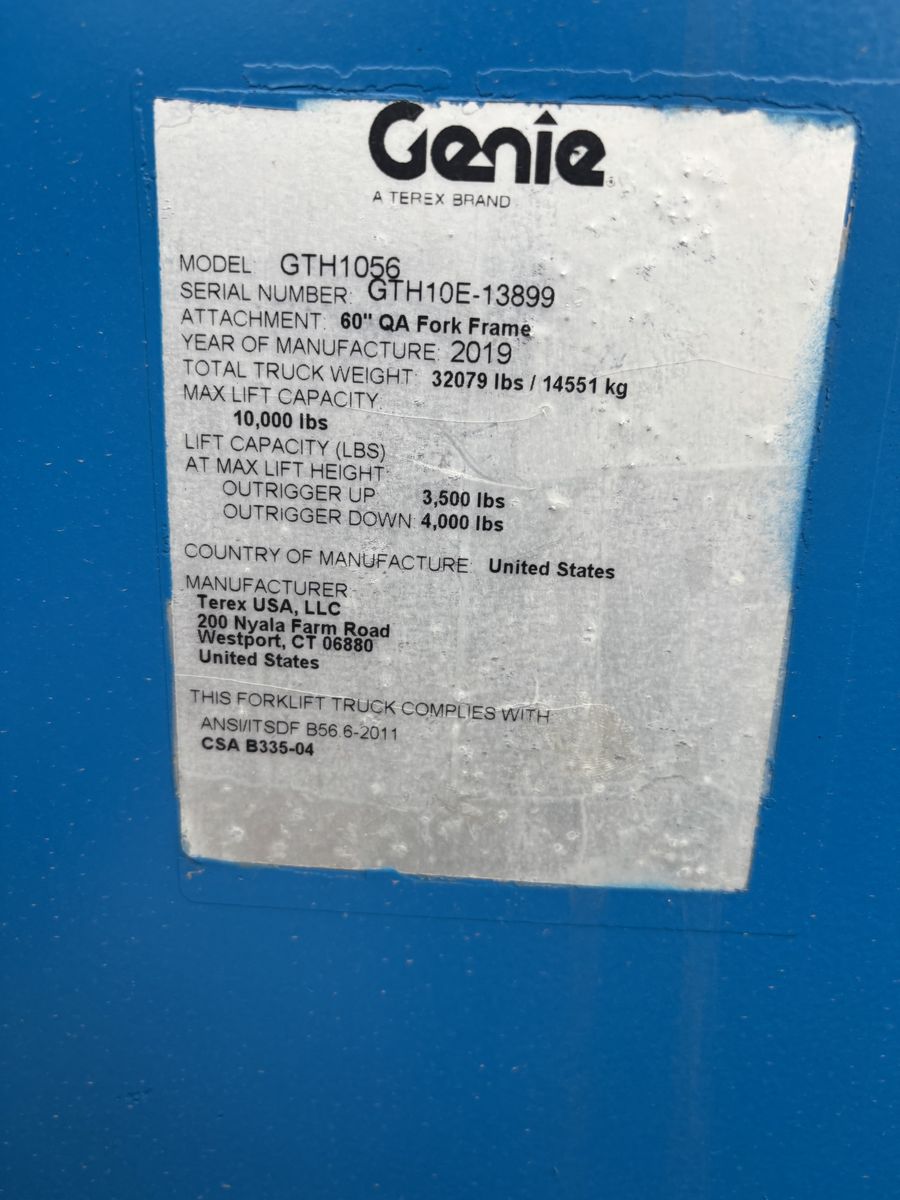 Genie
A TEREX BRAND
MODEL: GTH1056
SERIAL NUMBER: GTH10E-13899
ATTACHMENT: 60" QA Fork Frame
YEAR OF MANUFACTURE: 2019
TOTAL TRUCK WEIGHT: 32079 lbs / 14551 kg
MAX LIFT CAPACITY:
10,000 lbs
LIFT CAPACITY (LBS)
AT MAX LIFT HEIGHT:
OUTRIGGER UP: 3,500 lbs
OUTRIGGER DOWN: 4,000 lbs
COUNTRY OF MANUFACTURE: United States
MANUFACTURER:
Terex USA, LLC
200 Nyala Farm Road
Westport, CT 06880
United States
THIS FORKLIFT TRUCK COMPLIES WITH:
ANSI/ITSDF B56.6-2011
CSA B335-04